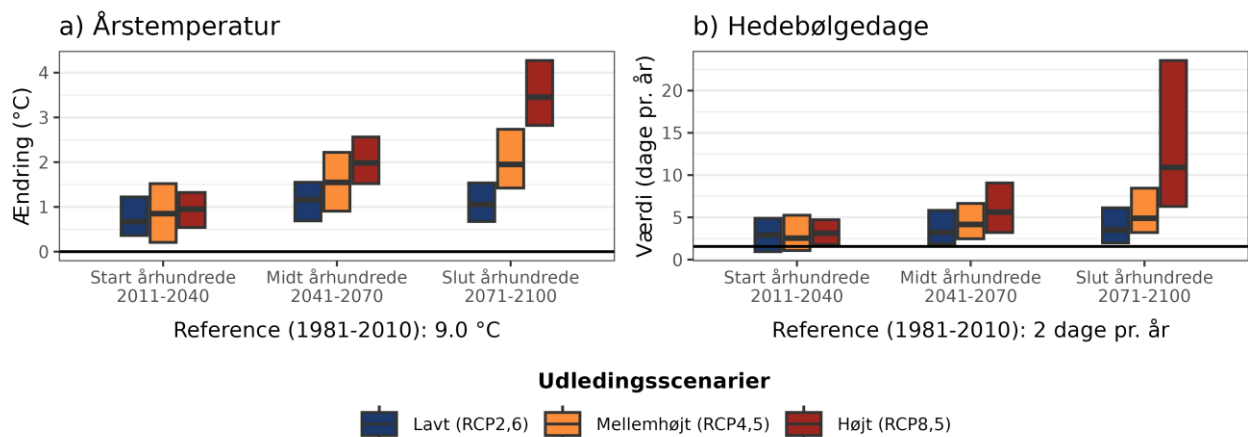 a) Årstemperatur
Ændring (°C)
4
3
2
1
0
Start århundrede
2011-2040
Midt århundrede
2041-2070
Slut århundrede
2071-2100
Reference (1981-2010): 9.0 °C
b) Hedebølgedage
Værdi (dage pr. år)
20
15
10
5
0
Start århundrede
2011-2040
Midt århundrede
2041-2070
Slut århundrede
2071-2100
Reference (1981-2010): 2 dage pr. år
Udledingsscenarier
Lavt (RCP2,6)
Mellemhøjt (RCP4,5)
Højt (RCP8,5)